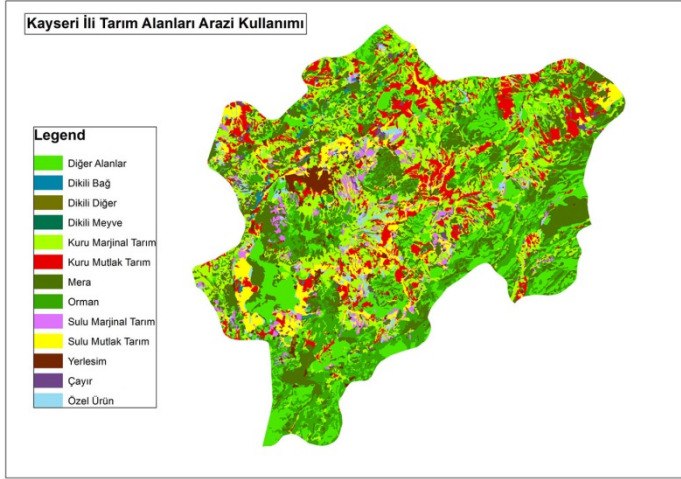 Kayseri İli Tarım Alanları Arazi Kullanımı
Legend
Diğer Alanlar
Dikili Bağ
Dikili Diğer
Dikili Meyve
Kuru Marjinal Tarım
Kuru Mutlak Tarım
Mera
Orman
Sulu Marjinal Tarım
Sulu Mutlak Tarım
Yerlesim
Çayır
Özel Ürün